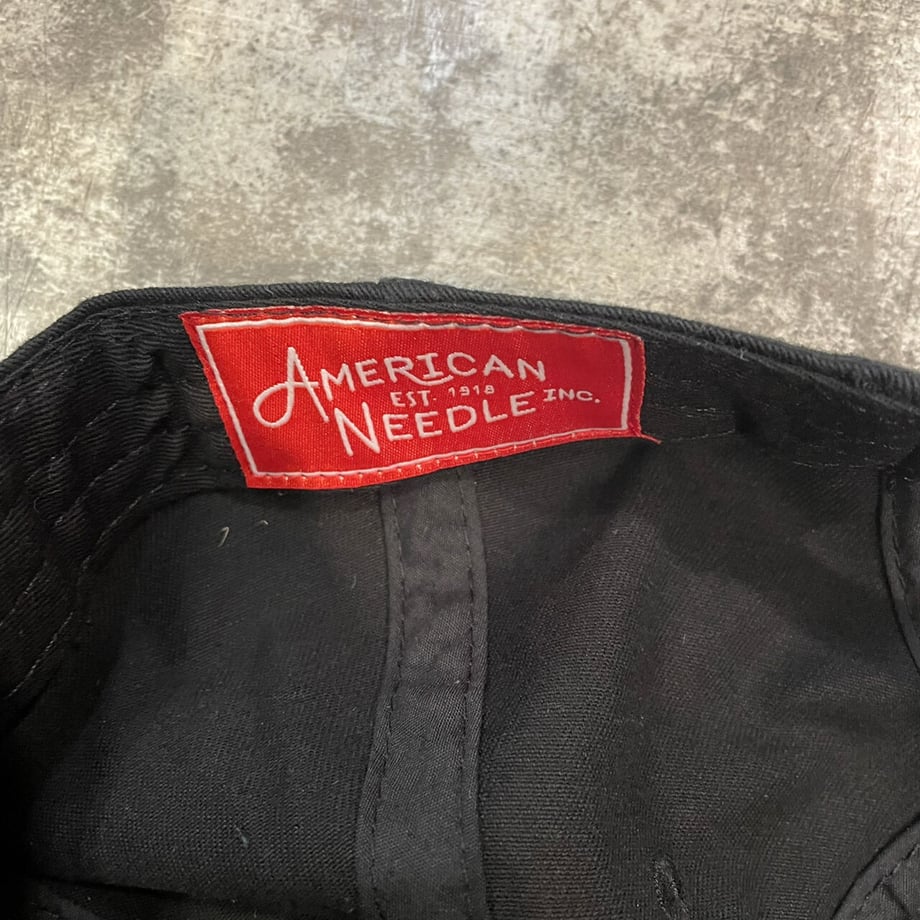 AMERICAN
EST. 1918
NEEDLE INC.